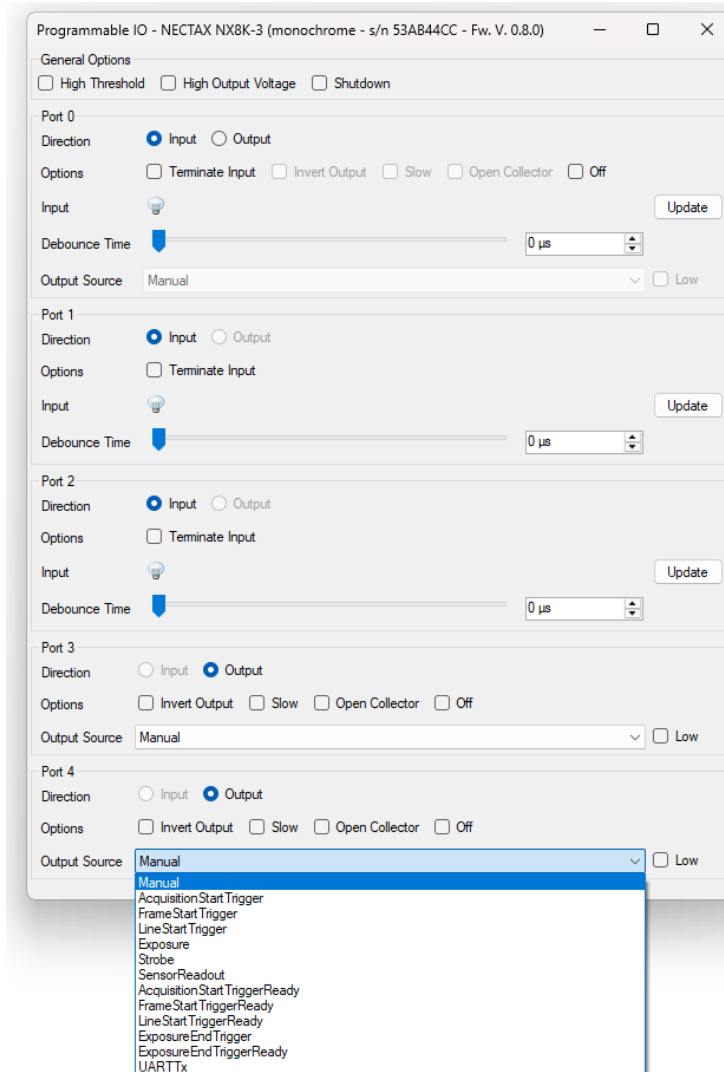 Programmable IO - NECTAX NX8K-3 (monochrome - s/n 53AB44CC - Fw. V. 0.8.0)
General Options
High Threshold High Output Voltage Shutdown
Port 0
Direction Input Output
Options Terminate Input Invert Output Slow Open Collector Off
Input Update
Debounce Time 0 µs
Output Source Manual Low
Port 1
Direction Input Output
Options Terminate Input
Input Update
Debounce Time 0 µs
Port 2
Direction Input Output
Options Terminate Input
Input Update
Debounce Time 0 µs
Port 3
Direction Input Output
Options Invert Output Slow Open Collector Off
Output Source Manual Low
Port 4
Direction Input Output
Options Invert Output Slow Open Collector Off
Output Source Manual Low
Manual
AcquisitionStartTrigger
FrameStartTrigger
LineStartTrigger
Exposure
Strobe
SensorReadout
AcquisitionStartTriggerReady
FrameStartTriggerReady
LineStartTriggerReady
ExposureEndTrigger
ExposureEndTriggerReady
UARTTx